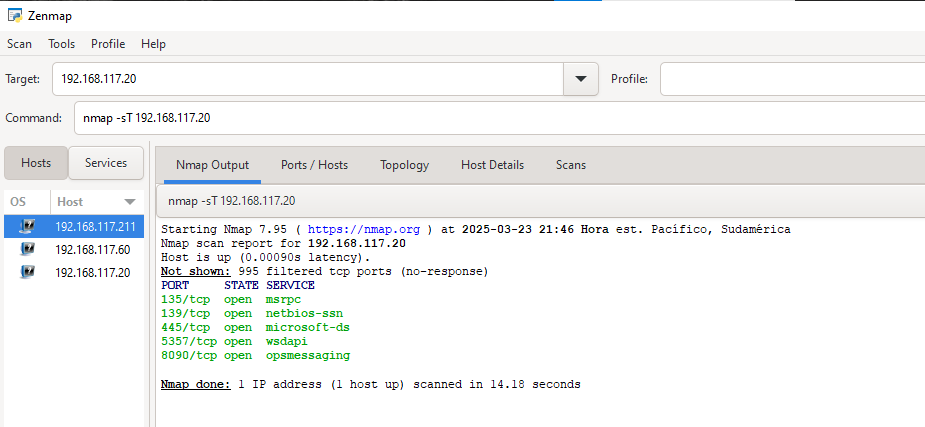 Zenmap
Scan Tools Profile Help
Target: 192.168.117.20 Profile:
Command: nmap -sT 192.168.117.20
Hosts Services
Nmap Output Ports / Hosts Topology Host Details Scans
OS Host
nmap -sT 192.168.117.20
192.168.117.211
192.168.117.60
192.168.117.20
Starting Nmap 7.95 ( https://nmap.org ) at 2025-03-23 21:46 Hora est. Pacífico, Sudamérica
Nmap scan report for 192.168.117.20
Host is up (0.00090s latency).
Not shown: 995 filtered tcp ports (no-response)
PORT     STATE SERVICE
135/tcp  open  msrpc
139/tcp  open  netbios-ssn
445/tcp  open  microsoft-ds
5357/tcp open  wsdapi
8090/tcp open  opsmessaging
Nmap done: 1 IP address (1 host up) scanned in 14.18 seconds